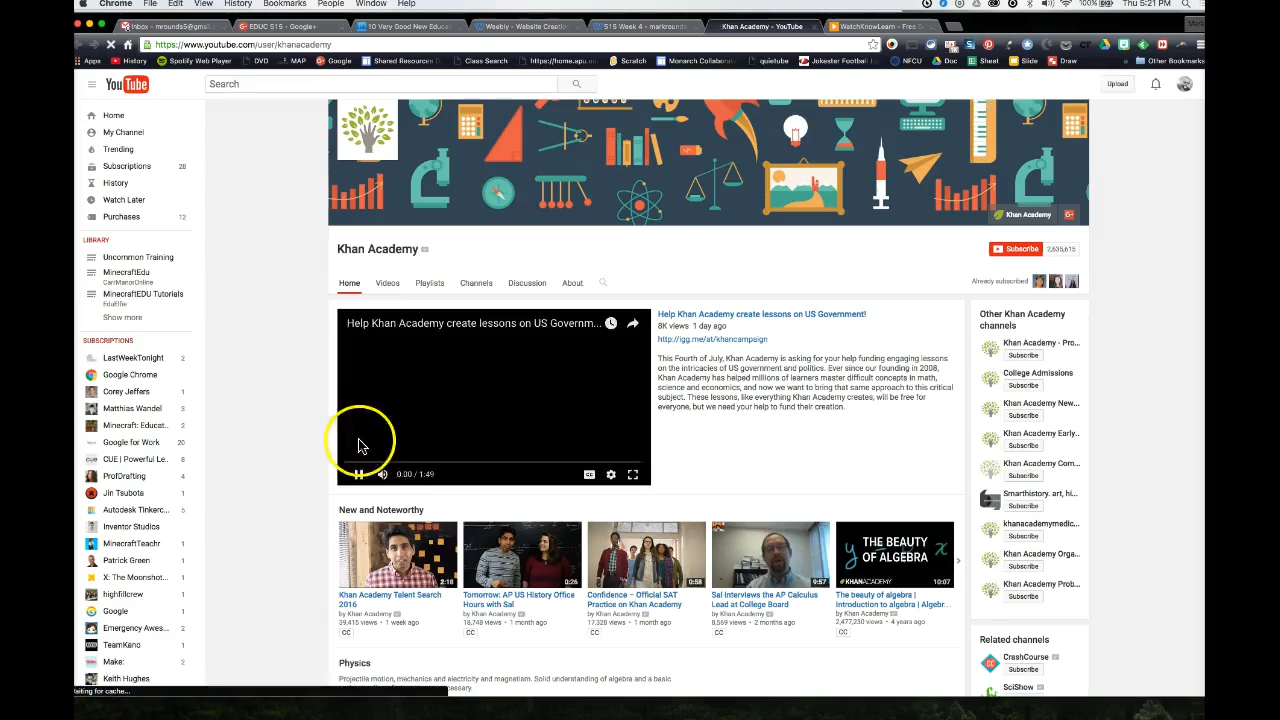 Chrome File Edit View History Bookmarks People Window Help 100% Thu 5:21 PM
Inbox - mrounds5@gmail EDUC 515 - Google+ 10 Very Good New Educat Weebly - Website Creation 515 Week 4 - markrounds Khan Academy - YouTube WatchKnowLearn - Free
https://www.youtube.com/user/khanacademy
Apps History Spotify Web Player DVD MAP Google Shared Resources Class Search https://home.apu.e Scratch Monarch Collabora quietube Jokester Football L NFCU Doc Sheet Slide Draw Other Bookmarks
YouTube Search Upload
Home
My Channel
Trending
Subscriptions 28
History
Watch Later
Purchases 12
LIBRARY
Uncommon Training
MinecraftEdu
CarrManorOnline
MinecraftEDU Tutorials
EduElfie
Show more
SUBSCRIPTIONS
LastWeekTonight 2
Google Chrome
Corey Jeffers 1
Matthias Wandel 3
Minecraft: Educat... 2
Google for Work 20
CUE | Powerful Le... 1
ProfDrafting 4
Jin Tsubota 1
Autodesk Tinkerc... 3
Inventor Studios
MinecraftTeachr 3
Patrick Green 1
X: The Moonshot... 1
highfillcrew 1
Google 1
Emergency Awes... 1
TeamKano 1
Make: 2
Keith Hughes 1
Waiting for cache...
Khan Academy
Khan Academy
Subscribe 2,535,615
Home Videos Playlists Channels Discussion About
Already subscribed
Help Khan Academy create lessons on US Governm...
0:00 / 1:49
Help Khan Academy create lessons on US Government!
8K views 1 day ago
http://igg.me/at/khancampaign
This Fourth of July, Khan Academy is asking for your help funding engaging lessons
on the intricacies of US government and politics. Ever since our founding in 2008,
Khan Academy has helped millions of learners master difficult concepts in math,
science and economics, and now we want to bring that same approach to this critical
subject. These lessons, like everything Khan Academy creates, will be free for
everyone, but we need your help to fund their creation.
New and Noteworthy
2:18
Khan Academy Talent Search
2016
by Khan Academy
39,415 views • 1 week ago
CC
0:26
Tomorrow: AP US History Office
Hours with Sal
by Khan Academy
18,748 views • 1 month ago
CC
0:58
Confidence – Official SAT
Practice on Khan Academy
by Khan Academy
17,328 views • 1 month ago
CC
9:57
Sal interviews the AP Calculus
Lead at College Board
by Khan Academy
8,569 views • 2 months ago
CC
THE BEAUTY
OF ALGEBRA
KHANACADEMY
10:07
The beauty of algebra |
Introduction to algebra | Algebr...
by Khan Academy
2,477,230 views • 4 years ago
CC
Physics
Projectile motion, mechanics and electricity and magnetism. Solid understanding of algebra and a basic
Other Khan Academy
channels
Khan Academy - Pro...
Subscribe
College Admissions
Subscribe
Khan Academy New...
Subscribe
Khan Academy Early...
Subscribe
Khan Academy Com...
Subscribe
Smarthistory. art, hi...
Subscribe
khanacademymedic...
Subscribe
Khan Academy Orga...
Subscribe
Khan Academy Prob...
Subscribe
Related channels
CrashCourse
Subscribe
SciShow
Subscribe